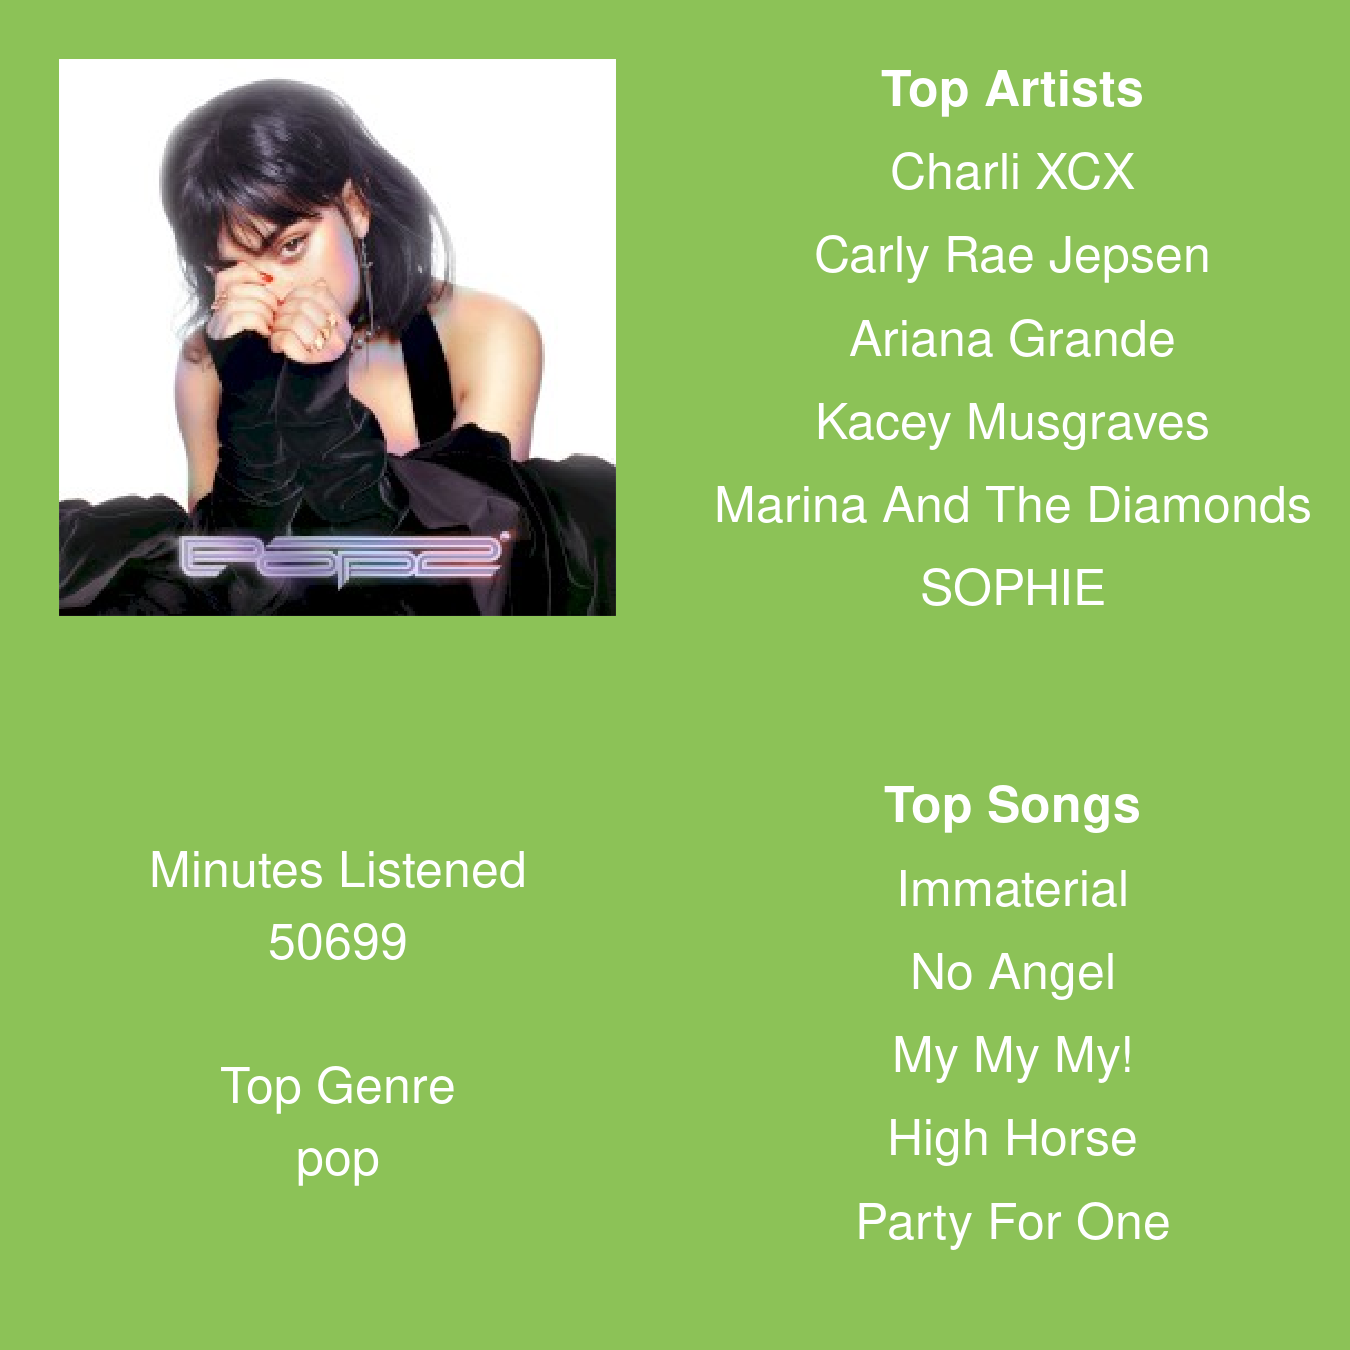 POP2
Top Artists
Charli XCX
Carly Rae Jepsen
Ariana Grande
Kacey Musgraves
Marina And The Diamonds
SOPHIE
Minutes Listened
50699
Top Genre
pop
Top Songs
Immaterial
No Angel
My My My!
High Horse
Party For One